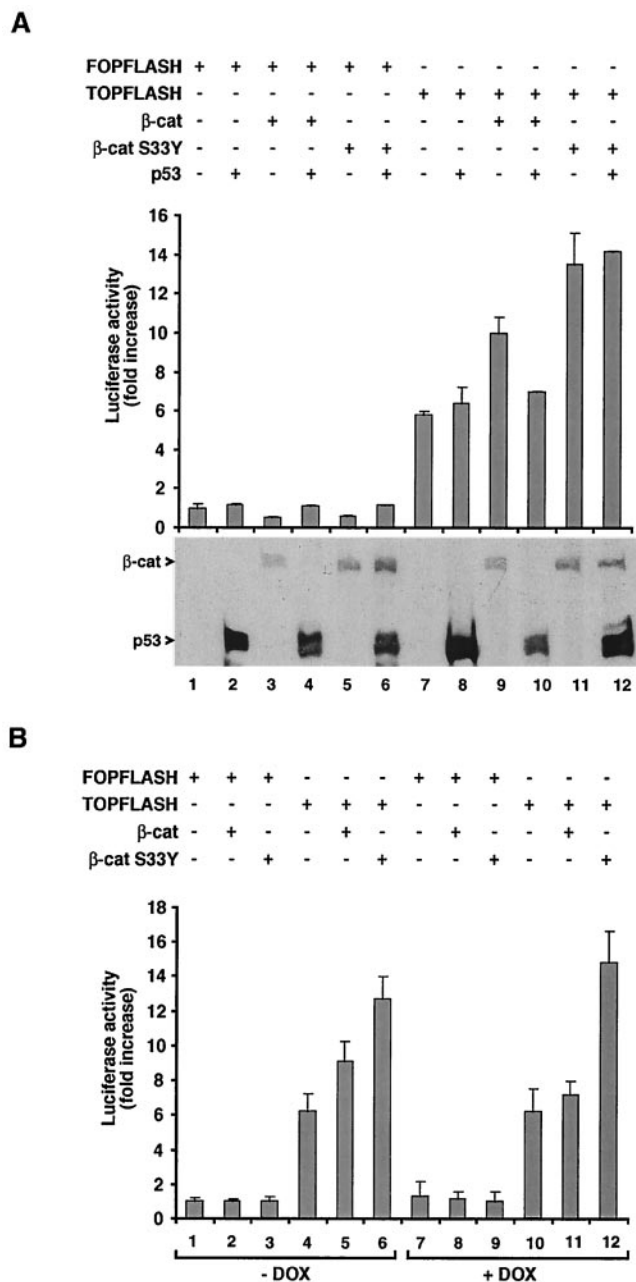 A
FOPFLASH + + + + + + - - - - - -
TOPFLASH - - - - - - + + + + + +
β-cat - - + + - - - - + + - -
β-cat S33Y - - - - + + - - - - + +
p53 - + - + - + - + - + - +
Luciferase activity
(fold increase)
16
14
12
10
8
6
4
2
0
β-cat
p53
1 2 3 4 5 6 7 8 9 10 11 12
B
FOPFLASH + + + - - - + + + - - -
TOPFLASH - - - + + + - - - + + +
β-cat - + - - + - - + - - + -
β-cat S33Y - - + - - + - - + - - +
Luciferase activity
(fold increase)
18
16
14
12
10
8
6
4
2
0
1 2 3 4 5 6 7 8 9 10 11 12
- DOX + DOX